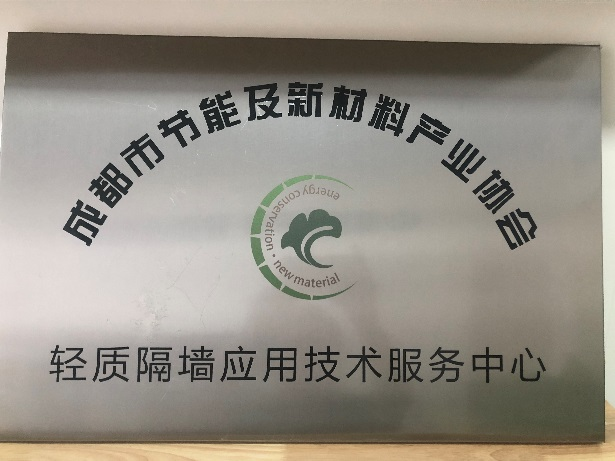 成都市节能及新材料产业协会
energy conservation · new material
轻质隔墙应用技术服务中心